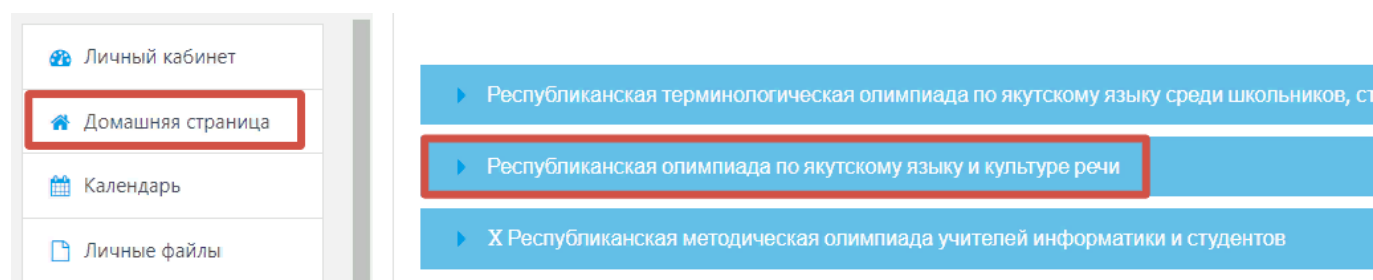 Личный кабинет
Домашняя страница
Календарь
Личные файлы
Республиканская терминологическая олимпиада по якутскому языку среди школьников,
Республиканская олимпиада по якутскому языку и культуре речи
X Республиканская методическая олимпиада учителей информатики и студентов